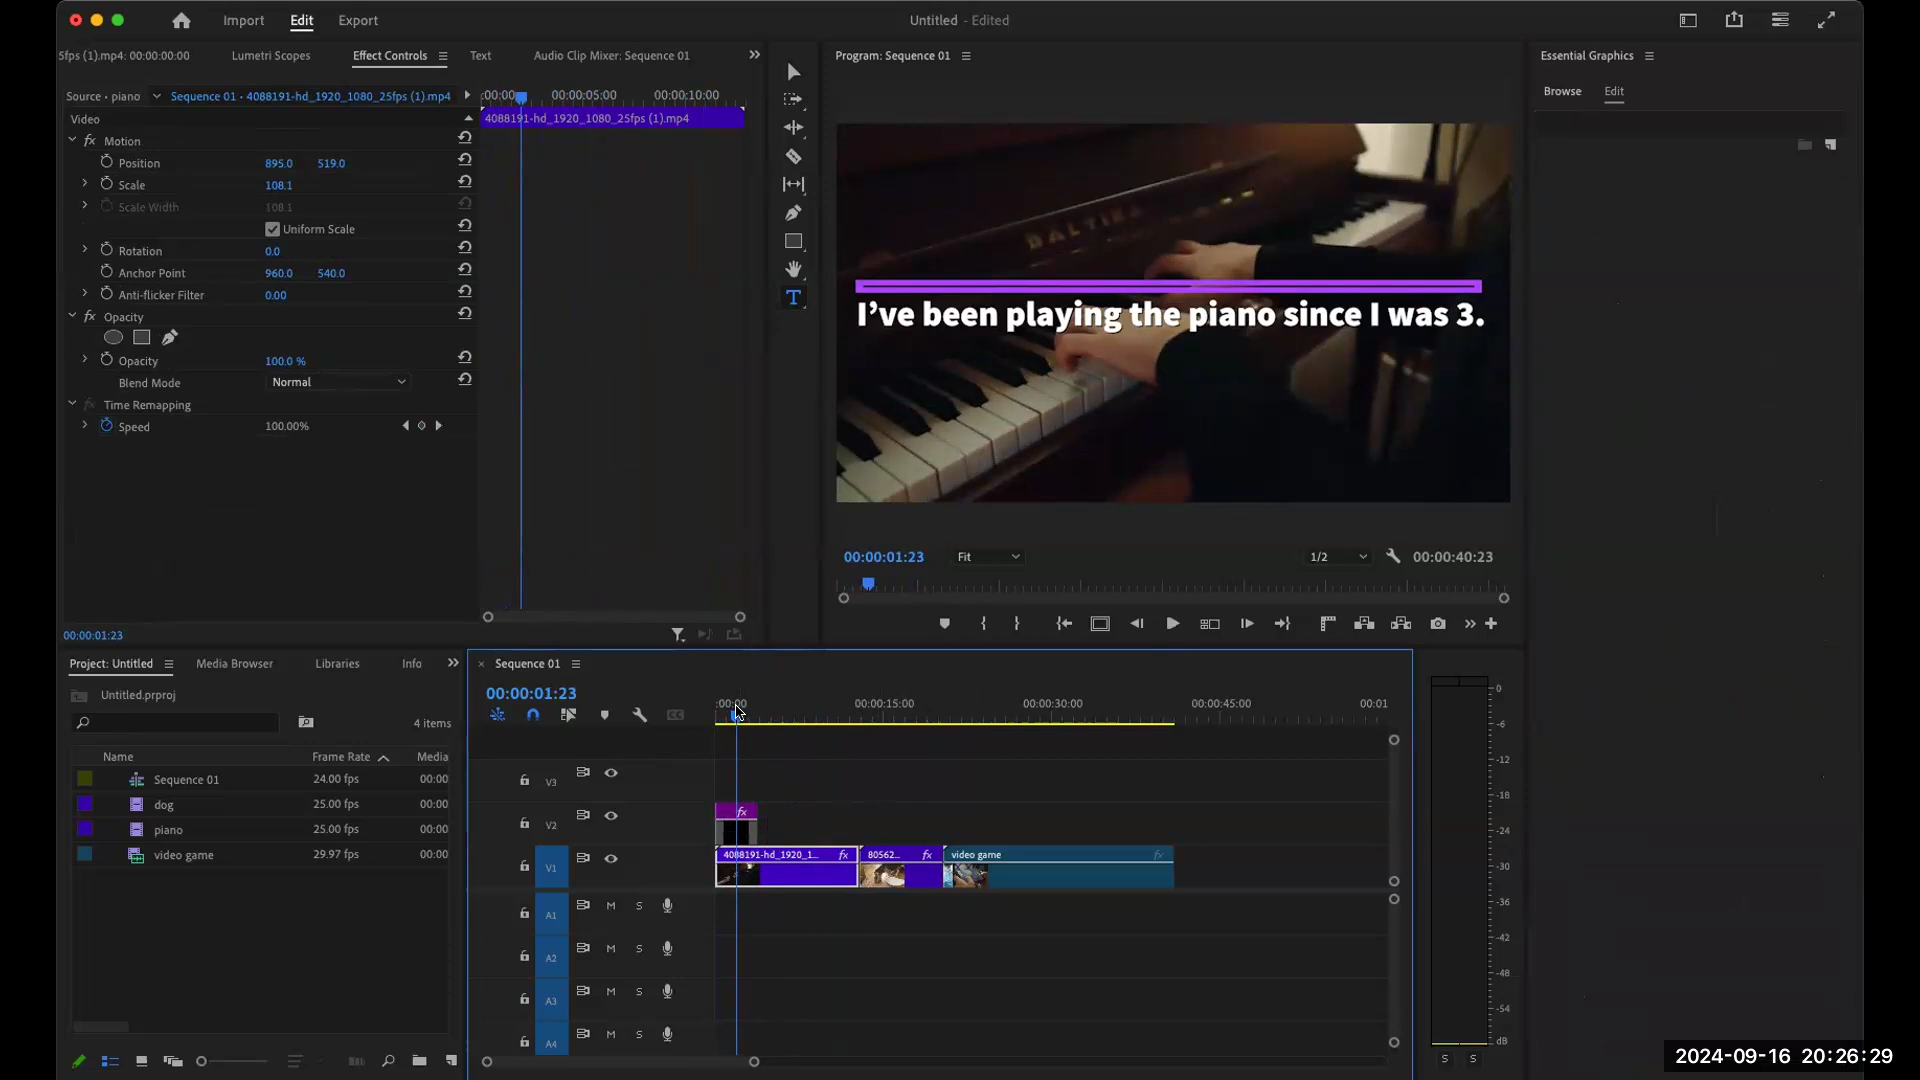 Import
Edit
Export
Untitled - Edited
5fps (1).mp4: 00:00:00:00
Lumetri Scopes
Effect Controls
Text
Audio Clip Mixer: Sequence 01
Program: Sequence 01
Essential Graphics
Source • piano
Sequence 01 • 4088191-hd_1920_1080_25fps (1).mp4
:00:00
00:00:05:00
00:00:10:00
Browse
Edit
Video
4088191-hd_1920_1080_25fps (1).mp4
fx Motion
Position 895.0 519.0
Scale 108.1
Scale Width 108.1
Uniform Scale
Rotation 0.0
Anchor Point 960.0 540.0
Anti-flicker Filter 0.00
fx Opacity
Opacity 100.0 %
Blend Mode Normal
fx Time Remapping
Speed 100.00%
T
BALTIKA
I’ve been playing the piano since I was 3.
00:00:01:23
Fit
1/2
00:00:40:23
00:00:01:23
Project: Untitled
Media Browser
Libraries
Info
Untitled.prproj
4 items
Name Frame Rate Media
Sequence 01 24.00 fps 00:00
dog 25.00 fps 00:00
piano 25.00 fps 00:00
video game 29.97 fps 00:00
Sequence 01
00:00:01:23
:00:00
00:00:15:00
00:00:30:00
00:00:45:00
00:01
V3
V2
fx
V1
4088191-hd_1920_1... fx
80562... fx
video game fx
A1 M S
A2 M S
A3 M S
A4 M S
0
-6
-12
-18
-24
-30
-36
-42
-48
-54
dB
S S
2024-09-16 20:26:29